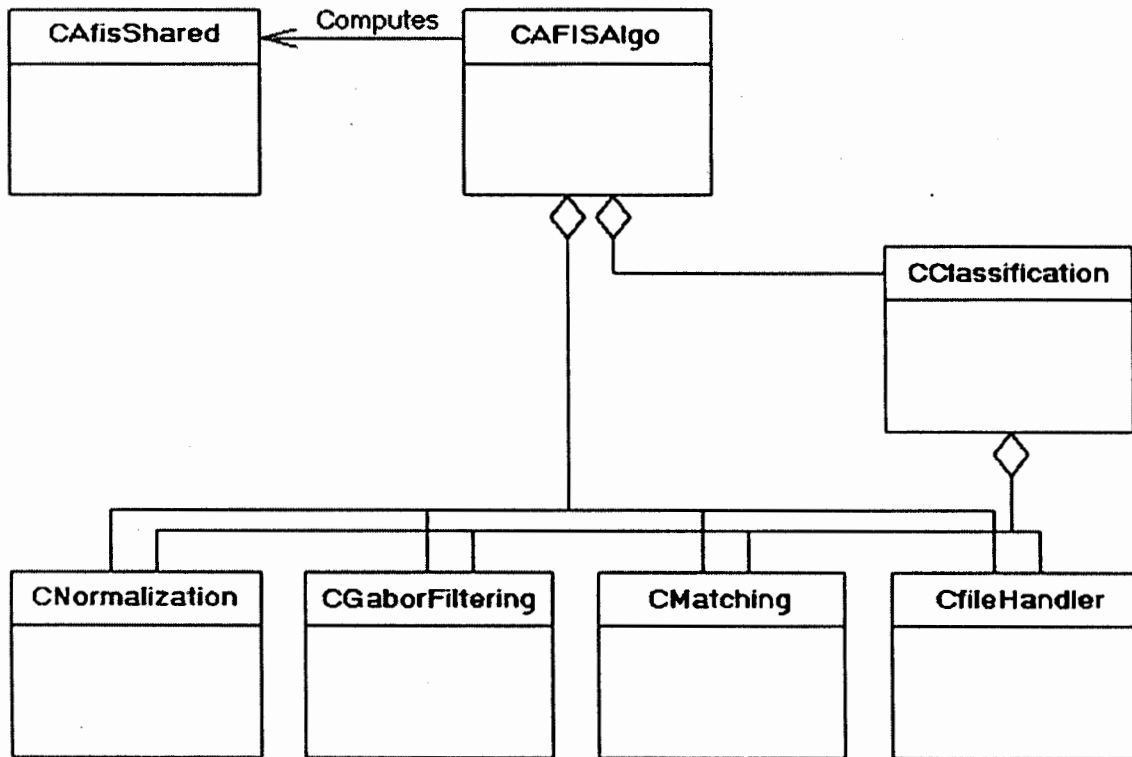 CAfisShared
Computes
CAFISAlgo
CClassification
CNormalization
CGaborFiltering
CMatching
CfileHandler